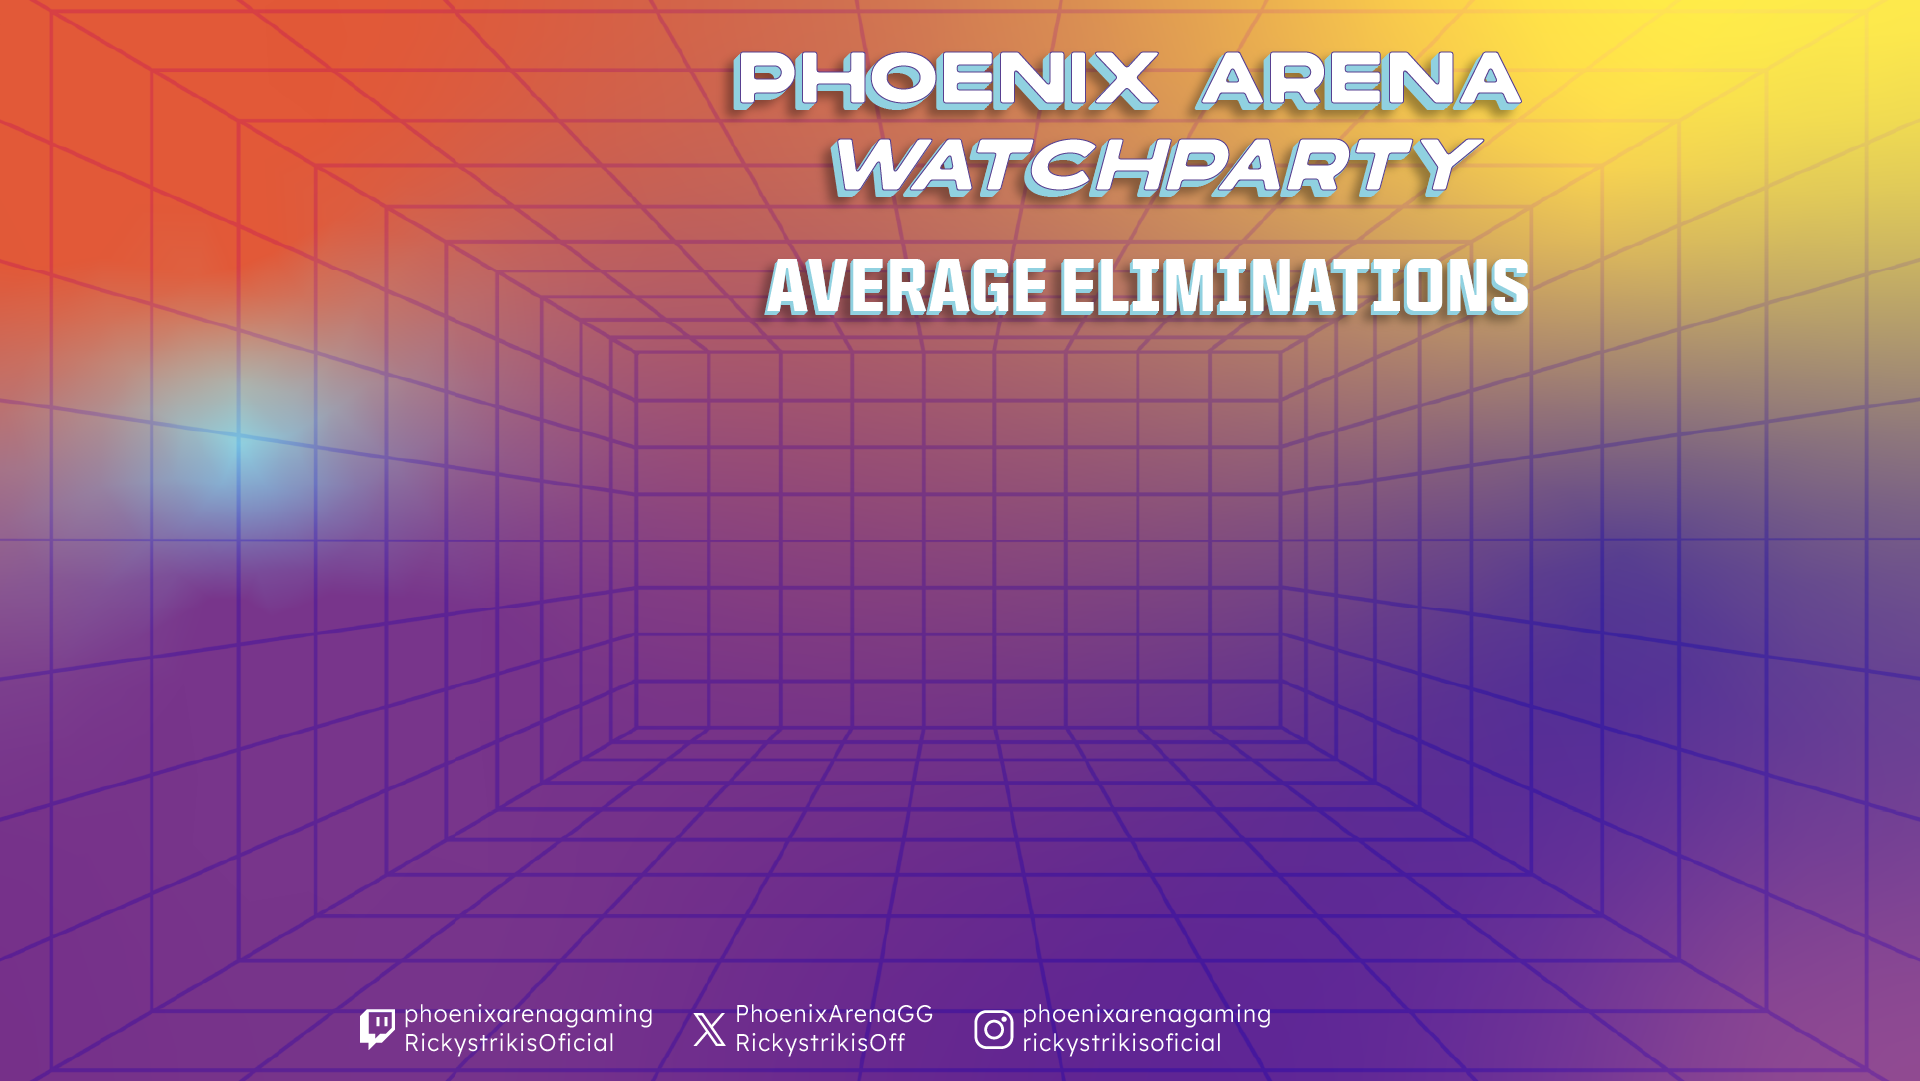 PHOENIX ARENA
WATCHPARTY
AVERAGE ELIMINATIONS
phoenixarenagaming
RickystrikisOficial
PhoenixArenaGG
RickystrikisOff
phoenixarenagaming
rickystrikisoficial